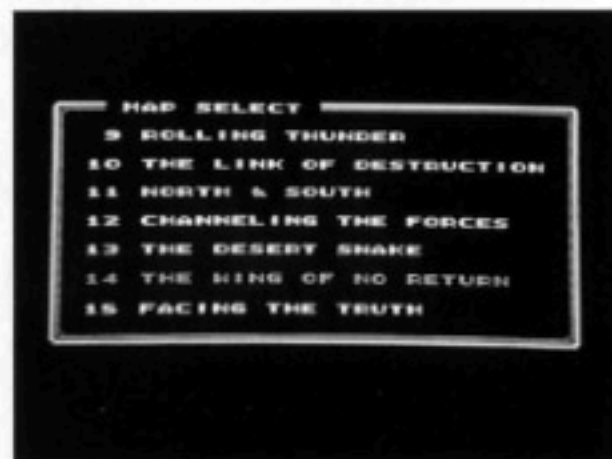 MAP SELECT
9 ROLLING THUNDER
10 THE LINK OF DESTRUCTION
11 NORTH & SOUTH
12 CHANNELING THE FORCES
13 THE DESERT SNAKE
14 THE WING OF NO RETURN
15 FACING THE TRUTH